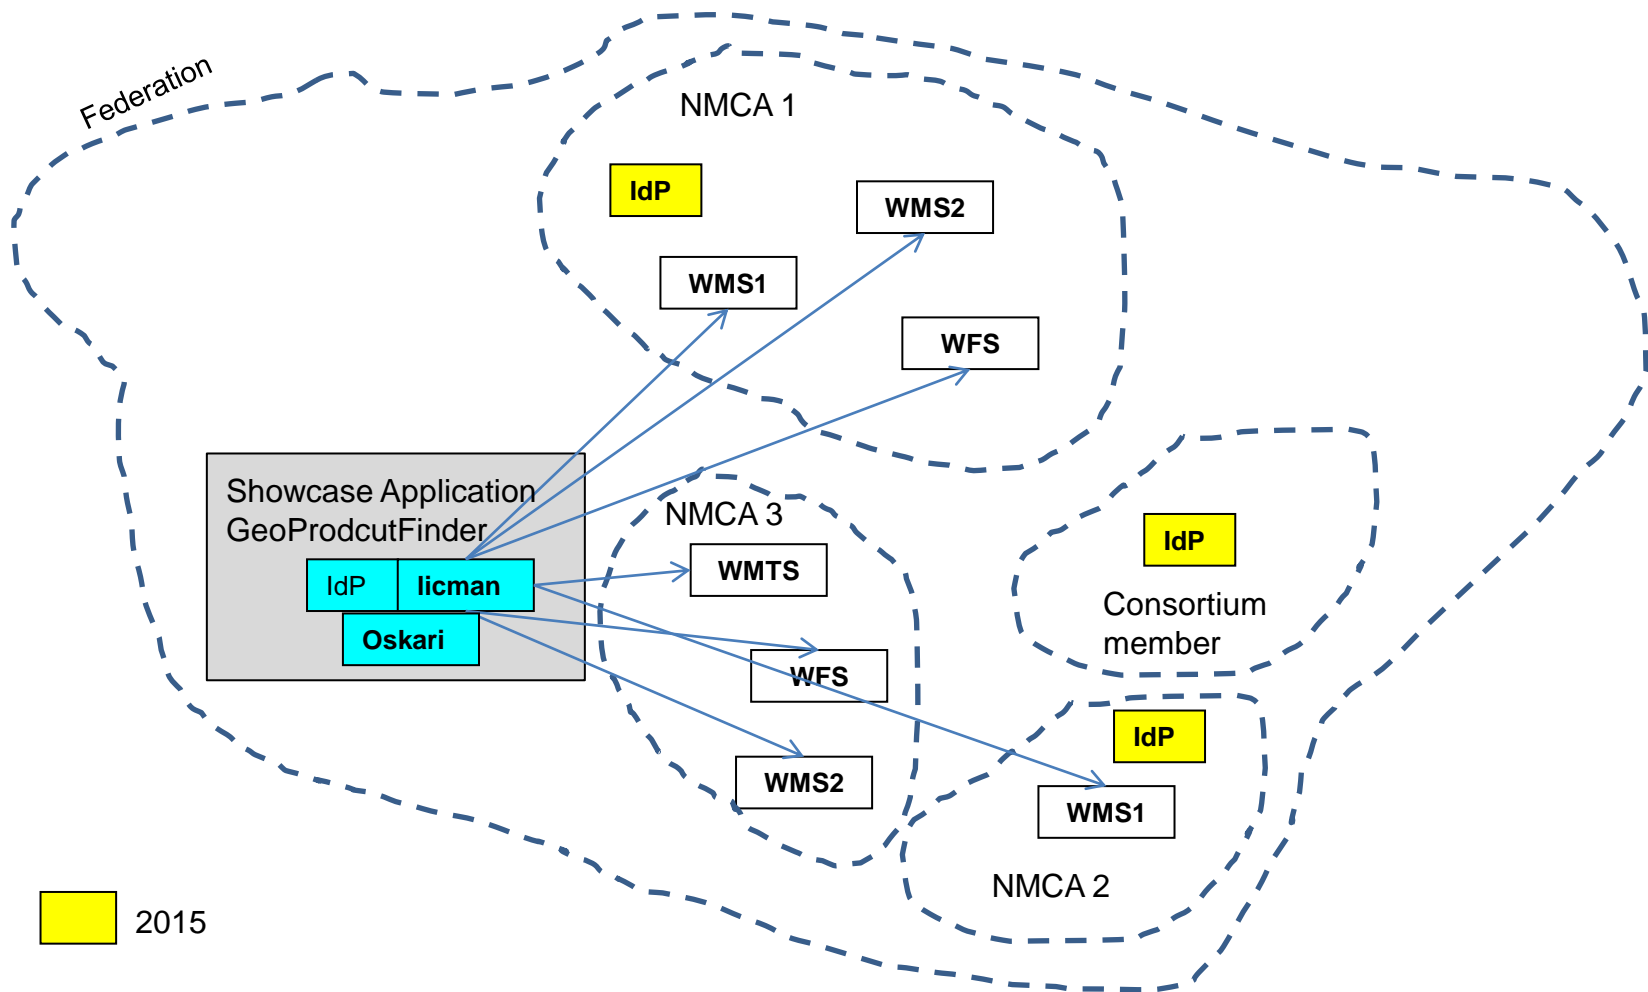 Federation
NMCA 1
IdP
WMS2
WMS1
WFS
Showcase Application
GeoProdcutFinder
IdP
licman
Oskari
NMCA 3
WMTS
WFS
WMS2
IdP
Consortium
member
IdP
WMS1
NMCA 2
2015